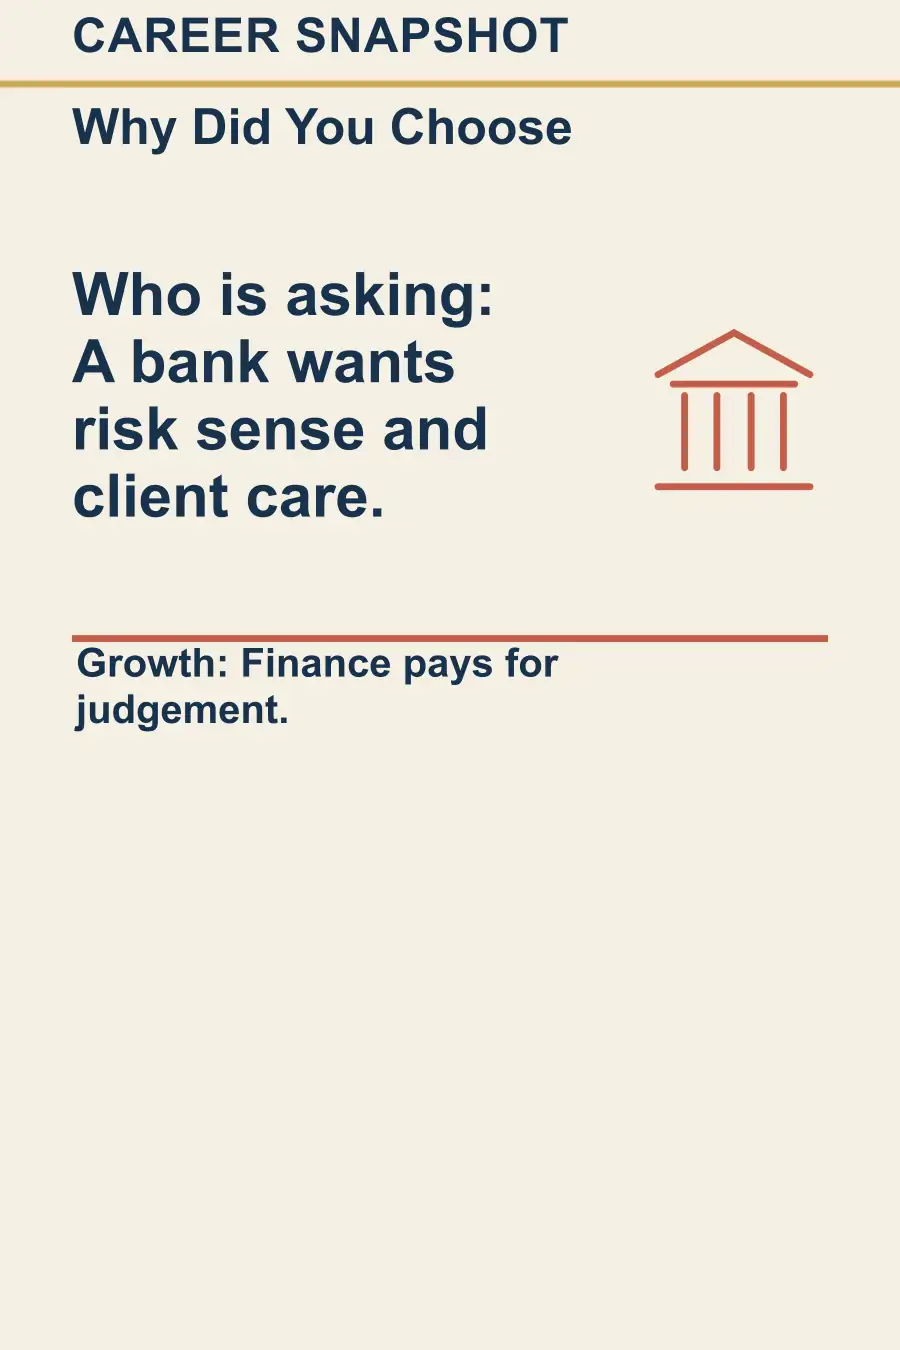 CAREER SNAPSHOT
Why Did You Choose
Who is asking:
A bank wants
risk sense and
client care.
Growth: Finance pays for
judgement.